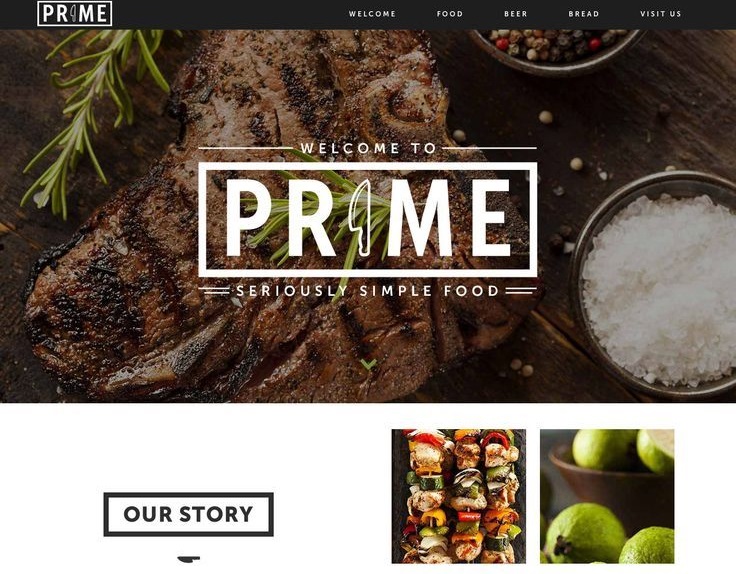 PRIME
WELCOME FOOD BEER BREAD VISIT US
WELCOME TO
PRIME
SERIOUSLY SIMPLE FOOD
OUR STORY